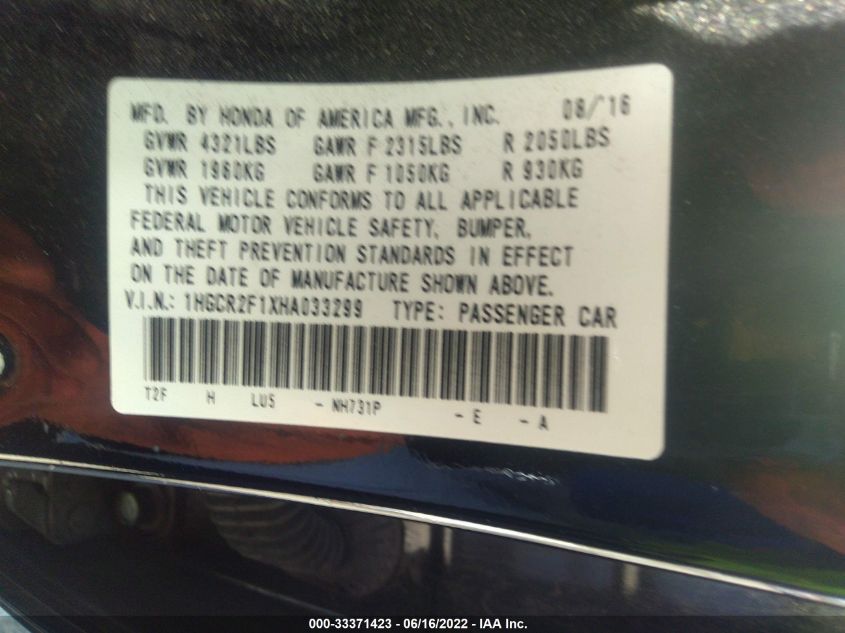 MFD. BY HONDA OF AMERICA MFG., INC. 08/'16
GVWR 4321LBS GAWR F 2315LBS R 2050LBS
GVWR 1960KG GAWR F 1050KG R 930KG
THIS VEHICLE CONFORMS TO ALL APPLICABLE
FEDERAL MOTOR VEHICLE SAFETY, BUMPER,
AND THEFT PREVENTION STANDARDS IN EFFECT
ON THE DATE OF MANUFACTURE SHOWN ABOVE.
V.I.N.: 1HGCR2F1XHA033299 TYPE: PASSENGER CAR
T2F H LU5 - NH731P - E - A
000-33371423 - 06/16/2022 - IAA Inc.